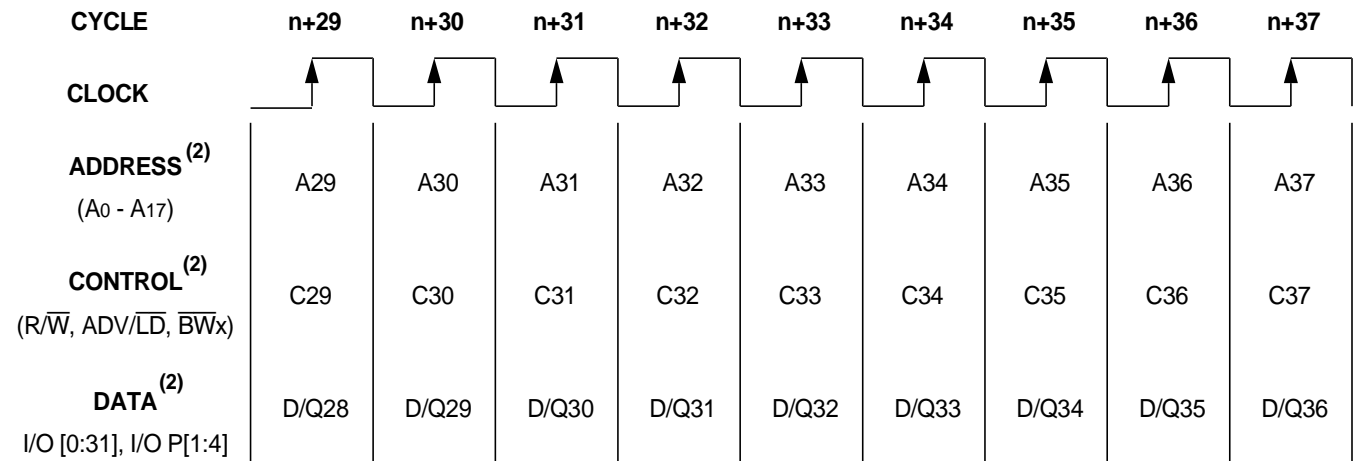 CYCLE n+29 n+30 n+31 n+32 n+33 n+34 n+35 n+36 n+37
CLOCK
ADDRESS(2) A29 A30 A31 A32 A33 A34 A35 A36 A37
(A0 - A17)
CONTROL(2) C29 C30 C31 C32 C33 C34 C35 C36 C37
(R/W̅, ADV/L̅D̅, B̅W̅x)
DATA(2) D/Q28 D/Q29 D/Q30 D/Q31 D/Q32 D/Q33 D/Q34 D/Q35 D/Q36
I/O [0:31], I/O P[1:4]